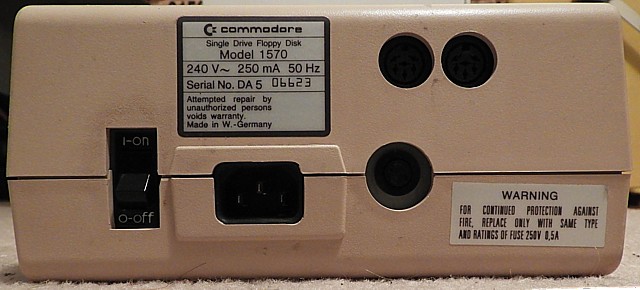 commodore
Single Drive Floppy Disk
Model 1570
240 V~ 250 mA 50 Hz
Serial No. DA 5 06623
Attempted repair by
unauthorized persons
voids warranty.
Made in W.-Germany
I-on
O-off
WARNING
FOR CONTINUED PROTECTION AGAINST
FIRE, REPLACE ONLY WITH SAME TYPE
AND RATINGS OF FUSE 250V 0,5A